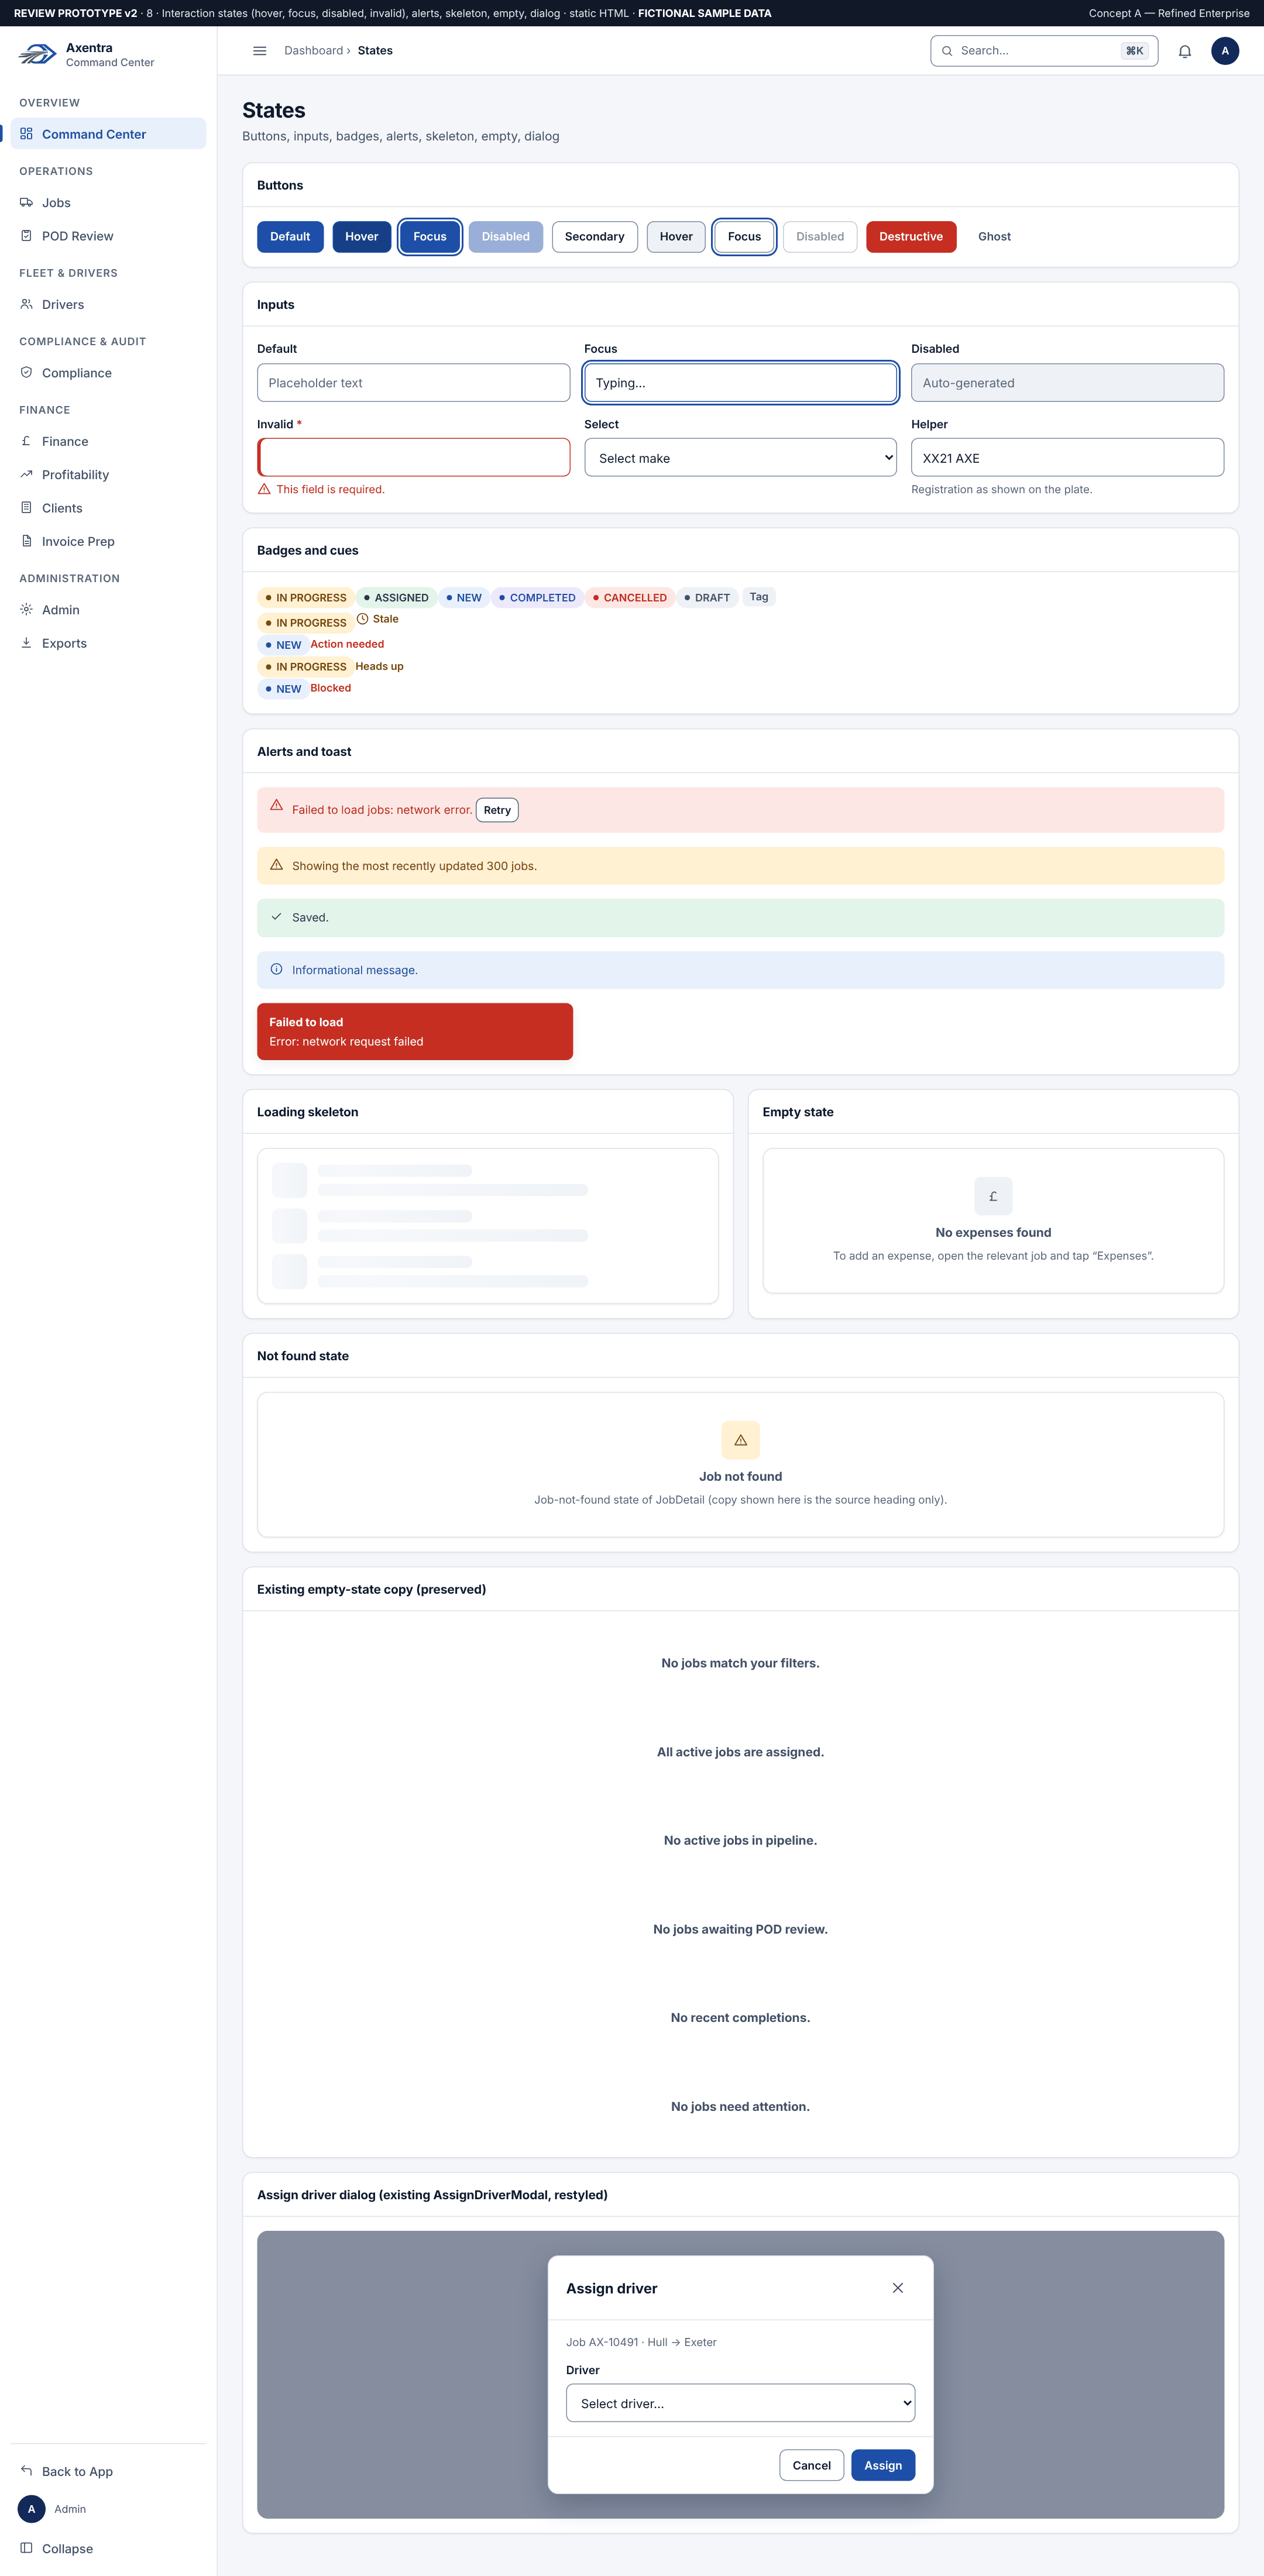 REVIEW PROTOTYPE v2 · 8 · Interaction states (hover, focus, disabled, invalid), alerts, skeleton, empty, dialog · static HTML · FICTIONAL SAMPLE DATA
Concept A — Refined Enterprise
Axentra
Command Center
OVERVIEW
Command Center
OPERATIONS
Jobs
POD Review
FLEET & DRIVERS
Drivers
COMPLIANCE & AUDIT
Compliance
FINANCE
£ Finance
Profitability
Clients
Invoice Prep
ADMINISTRATION
Admin
Exports
Back to App
A Admin
Collapse
Dashboard › States
Search... ⌘K
A
States
Buttons, inputs, badges, alerts, skeleton, empty, dialog
Buttons
Default Hover Focus Disabled Secondary Hover Focus Disabled Destructive Ghost
Inputs
Default Focus Disabled
Placeholder text Typing... Auto-generated
Invalid * Select Helper
Select make XX21 AXE
This field is required. Registration as shown on the plate.
Badges and cues
IN PROGRESS ASSIGNED NEW COMPLETED CANCELLED DRAFT Tag
IN PROGRESS Stale
NEW Action needed
IN PROGRESS Heads up
NEW Blocked
Alerts and toast
Failed to load jobs: network error. Retry
Showing the most recently updated 300 jobs.
Saved.
Informational message.
Failed to load
Error: network request failed
Loading skeleton
Empty state
£
No expenses found
To add an expense, open the relevant job and tap “Expenses”.
Not found state
Job not found
Job-not-found state of JobDetail (copy shown here is the source heading only).
Existing empty-state copy (preserved)
No jobs match your filters.
All active jobs are assigned.
No active jobs in pipeline.
No jobs awaiting POD review.
No recent completions.
No jobs need attention.
Assign driver dialog (existing AssignDriverModal, restyled)
Assign driver
Job AX-10491 · Hull → Exeter
Driver
Select driver...
Cancel Assign